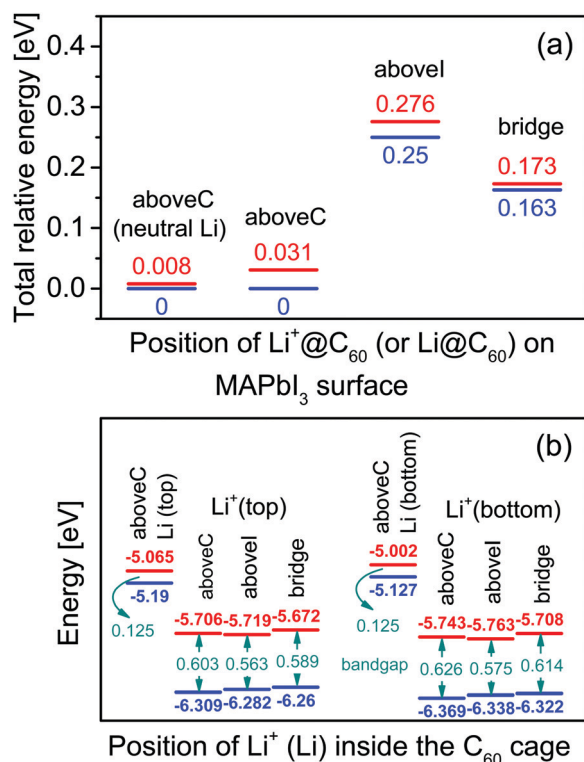 (a)
Total relative energy [eV]
0.4
0.3
0.2
0.1
0.0
aboveC
(neutral Li)
0.008
0
aboveC
0.031
0
aboveI
0.276
0.25
bridge
0.173
0.163
Position of Li⁺@C₆₀ (or Li@C₆₀) on
MAPbI₃ surface
(b)
Energy [eV]
aboveC
Li (top)
-5.065
-5.19
0.125
Li⁺(top)
aboveC
aboveI
bridge
-5.706
-5.719
-5.672
0.603
0.563
0.589
-6.309
-6.282
-6.26
aboveC
Li (bottom)
-5.002
-5.127
0.125
bandgap
Li⁺(bottom)
aboveC
aboveI
bridge
-5.743
-5.763
-5.708
0.626
0.575
0.614
-6.369
-6.338
-6.322
Position of Li⁺ (Li) inside the C₆₀ cage